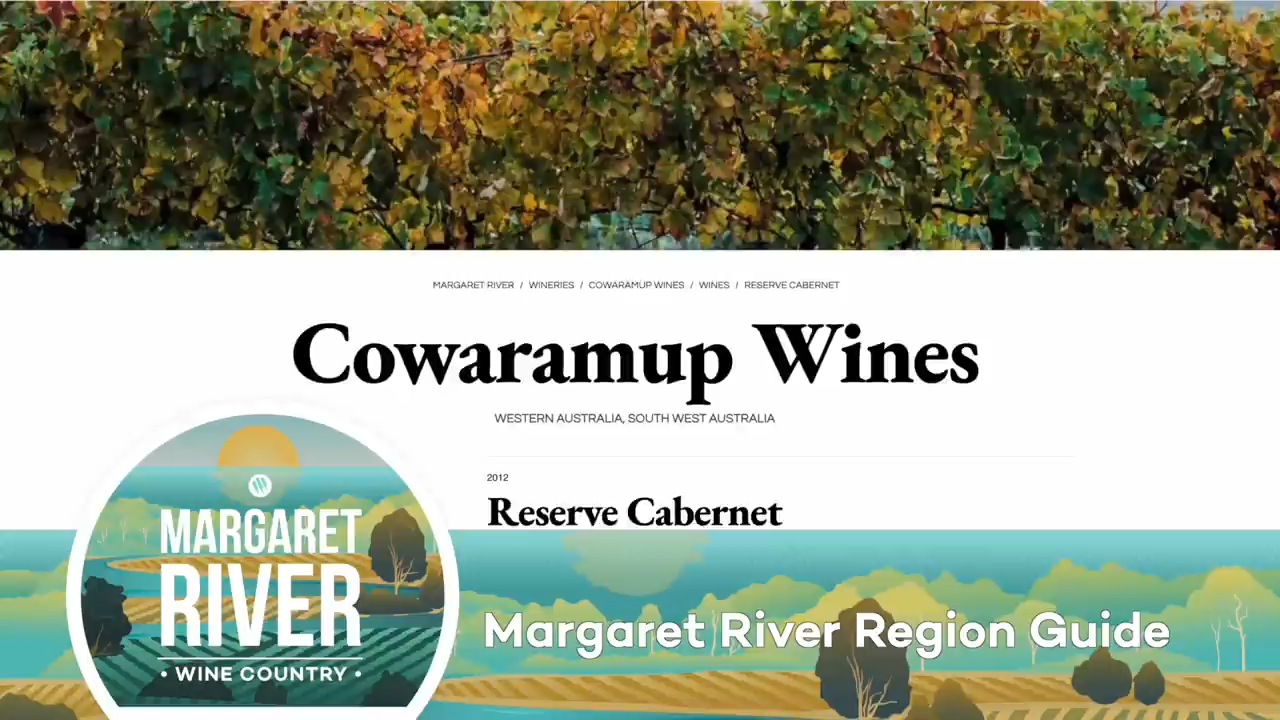 MARGARET RIVER / WINERIES / COWARAMUP WINES / WINES / RESERVE CABERNET
Cowaramup Wines
WESTERN AUSTRALIA, SOUTH WEST AUSTRALIA
2012
Reserve Cabernet
MARGARET
RIVER
• WINE COUNTRY •
Margaret River Region Guide